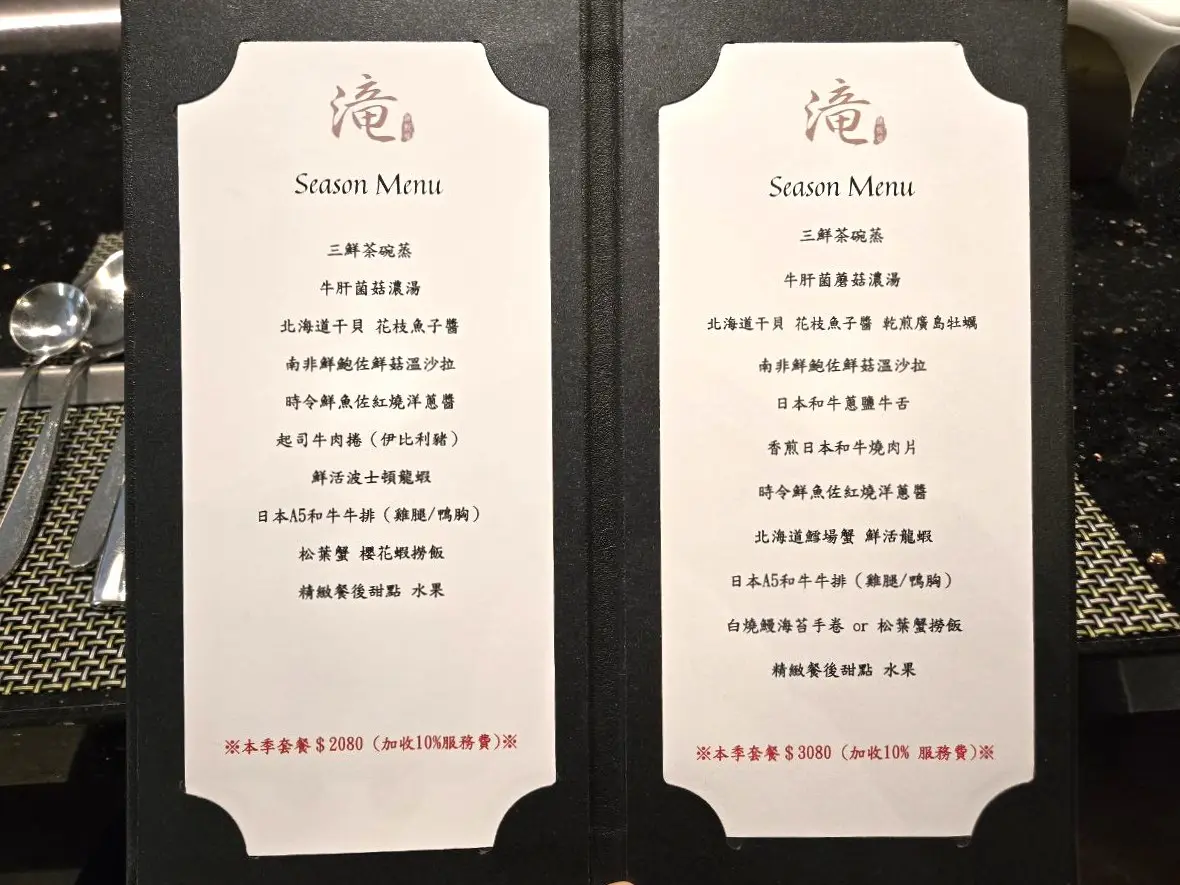 滝
Season Menu
三鮮茶碗蒸
牛肝菌菇濃湯
北海道干貝 花枝魚子醬
南非鮮鮑佐鮮菇溫沙拉
時令鮮魚佐紅燒洋蔥醬
起司牛肉捲（伊比利豬）
鮮活波士頓龍蝦
日本A5和牛牛排（雞腿/鴨胸）
松葉蟹 櫻花蝦撈飯
精緻餐後甜點 水果
※本季套餐＄2080（加收10%服務費)※
滝
Season Menu
三鮮茶碗蒸
牛肝菌蘑菇濃湯
北海道干貝 花枝魚子醬 乾煎廣島牡蠣
南非鮮鮑佐鮮菇溫沙拉
日本和牛蔥鹽牛舌
香煎日本和牛燒肉片
時令鮮魚佐紅燒洋蔥醬
北海道鱈場蟹 鮮活龍蝦
日本A5和牛牛排（雞腿/鴨胸）
白燒鰻海苔手卷 or 松葉蟹撈飯
精緻餐後甜點 水果
※本季套餐＄3080（加收10% 服務費)※